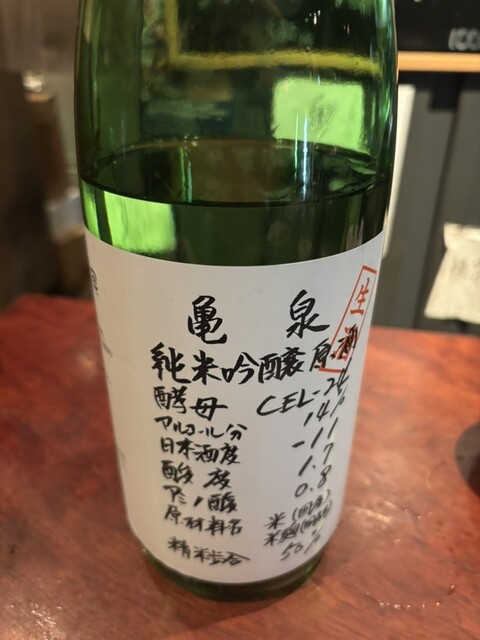 亀泉
生酒
純米吟醸原酒
酵母 CEL-24
アルコール分 14%
日本酒度 -11
酸度 1.7
アミノ酸 0.8
原材料名 米(国産)
米麹(国産米)
精米歩合 50%
100